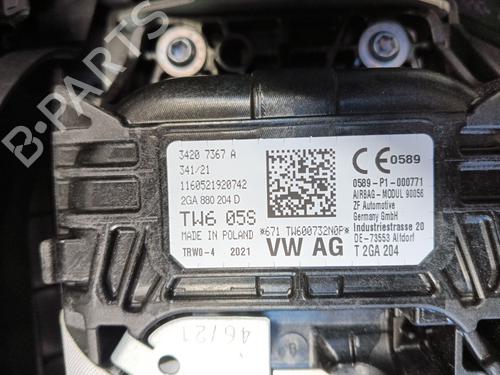 B-PARTS
3420 7367 A
341/21
1160521920742
2GA 880 204 D
TW6 05S
MADE IN POLAND
TRWO-4 2021
*671 TW600732N0P*
VW AG
CE 0589
0589-P1-000771
AIRBAG-MODUL 90056
ZF Automotive
Germany GmbH
Industriestrasse 20
DE-73553 Alfdorf
T 2GA 204
46/21